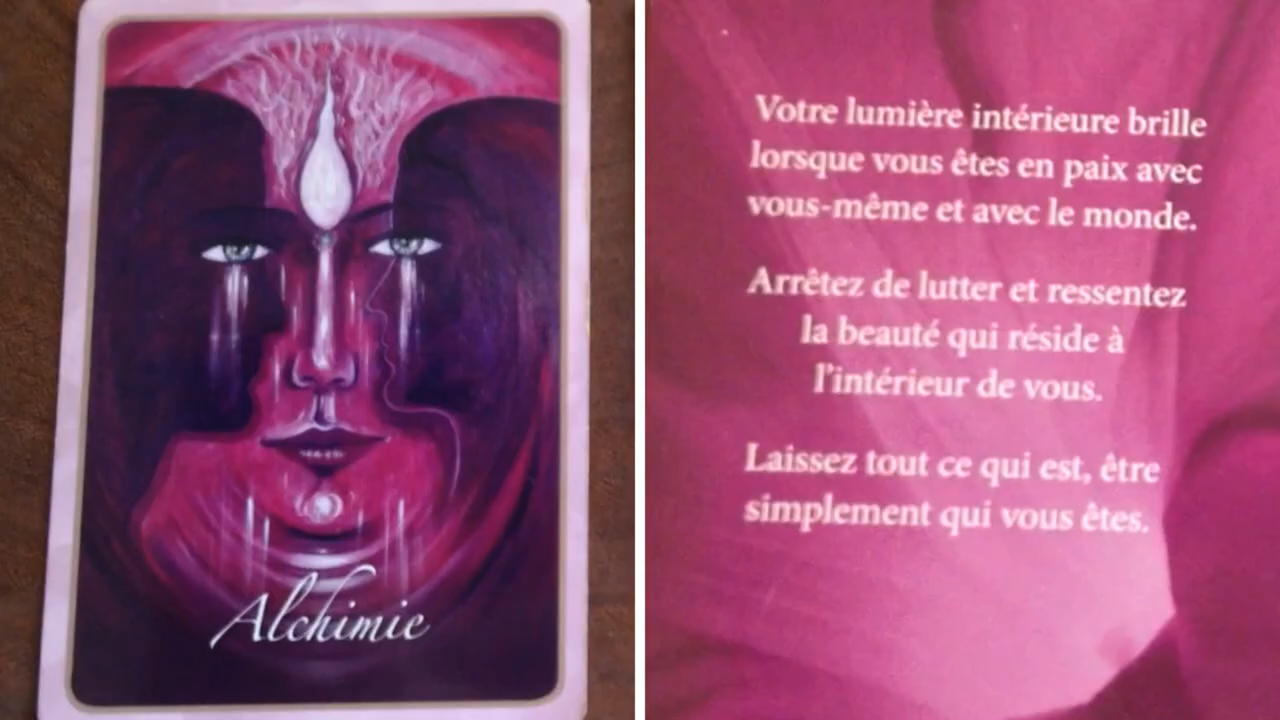 Alchimie
Votre lumière intérieure brille
lorsque vous êtes en paix avec
vous-même et avec le monde.
Arrêtez de lutter et ressentez
la beauté qui réside à
l'intérieur de vous.
Laissez tout ce qui est, être
simplement qui vous êtes.